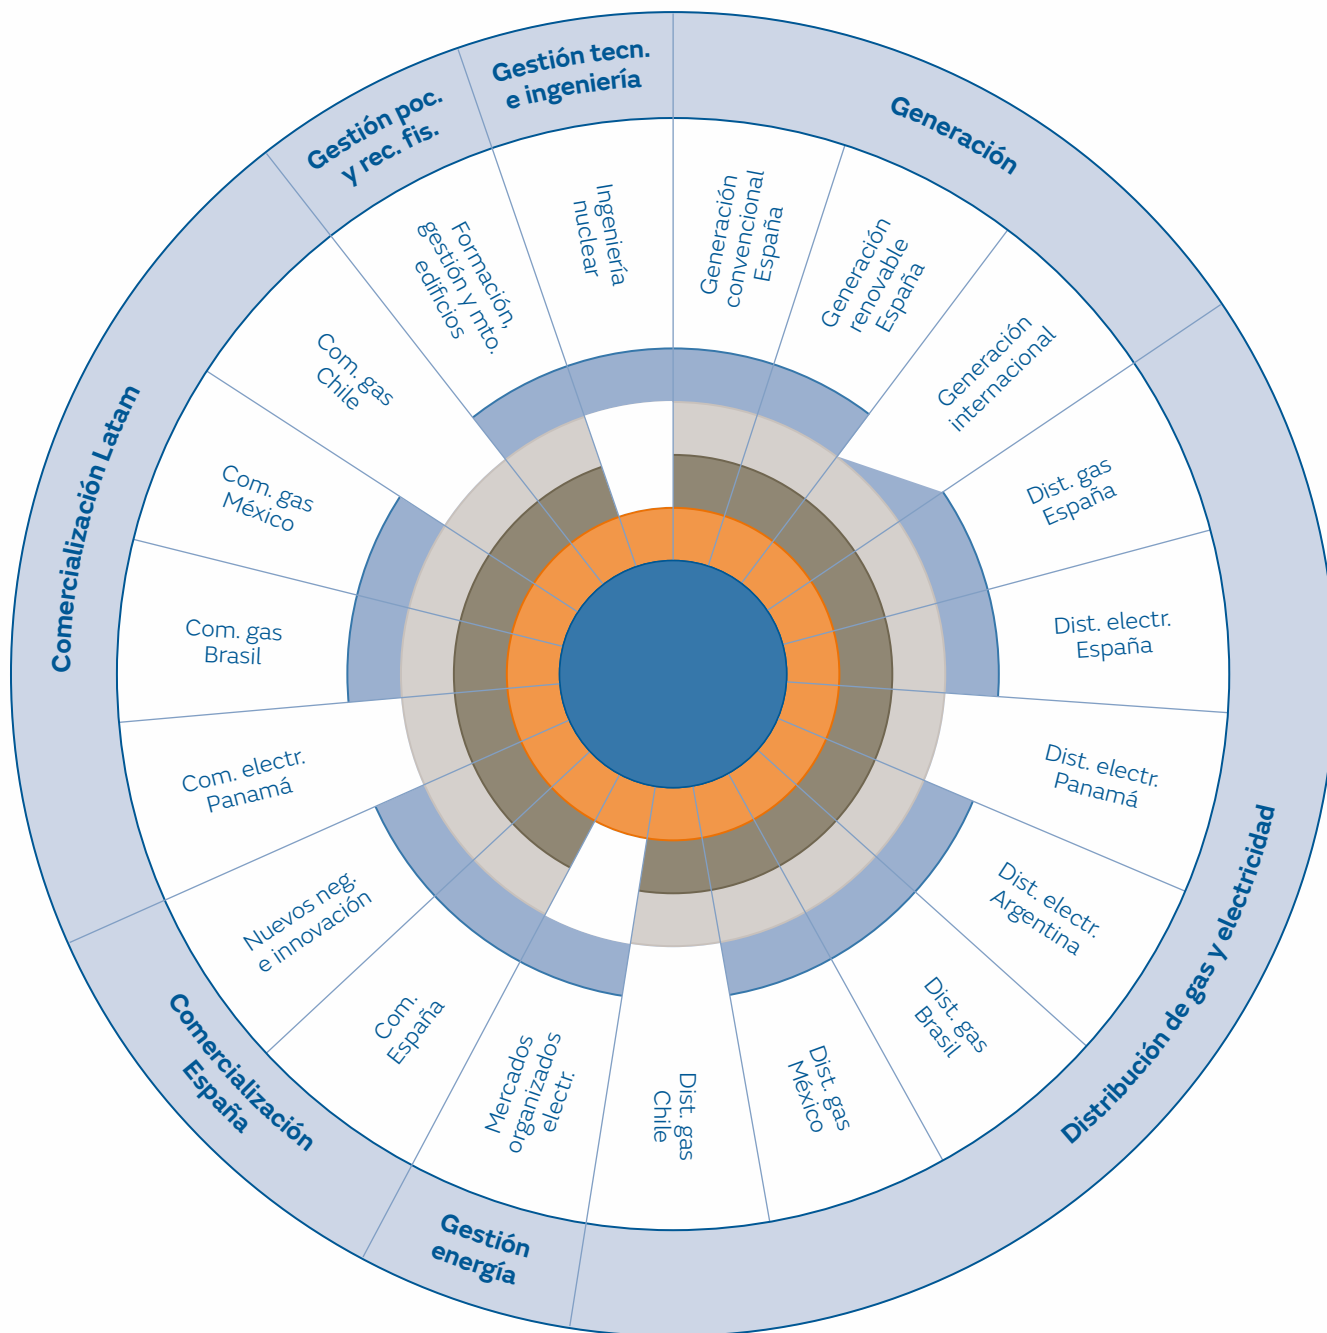 Gestión tecn.
e ingeniería
Generación
Distribución de gas y electricidad
Gestión
energía
Comercialización
España
Comercialización Latam
Gestión poc.
y rec. fis.
Generación
convencional
España
Generación
renovable
España
Generación
internacional
Dist. gas
España
Dist. electr.
España
Dist. electr.
Panamá
Dist. electr.
Argentina
Dist. gas
Brasil
Dist. gas
México
Dist. gas
Chile
Mercados
organizados
electr.
Com.
España
Nuevos neg.
e innovación
Com. electr.
Panamá
Com. gas
Brasil
Com. gas
México
Com. gas
Chile
Formación,
gestión y mto.
edificios
Ingeniería
nuclear